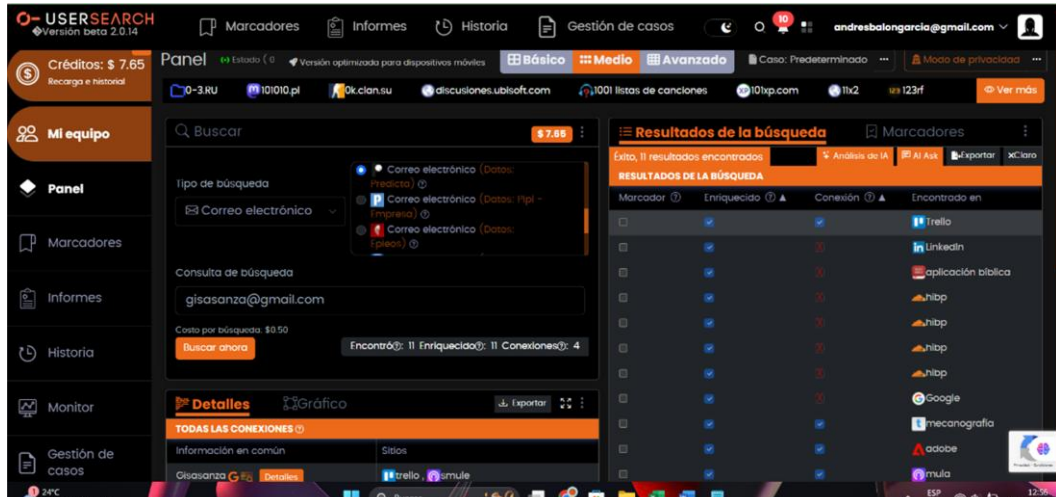 USERSEARCH
Versión beta 2.0.14
Marcadores
Informes
Historia
Gestión de casos
10
andresbalongarcia@gmail.com
Créditos: $ 7.65
Recarga e historial
Mi equipo
Panel
Marcadores
Informes
Historia
Monitor
Gestión de casos
Panel
Estado ( 0
Versión optimizada para dispositivos móviles
Básico
Medio
Avanzado
Caso: Predeterminado
Modo de privacidad
0-3.RU
101010.pl
0k.clan.su
discusiones.ubisoft.com
1001 listas de canciones
101xp.com
11x2
123rf
Ver más
Buscar
$7.65
Tipo de búsqueda
Correo electrónico
Correo electrónico (Datos:
Predicta)
Correo electrónico (Datos: Pipl -
Empresa)
Correo electrónico (Datos:
Epieos)
Consulta de búsqueda
gisasanza@gmail.com
Costo por búsqueda: $0.50
Buscar ahora
Encontró: 11 Enriquecido: 11 Conexiones: 4
Detalles
Gráfico
Exportar
TODAS LAS CONEXIONES
Información en común
Sitios
Gisasanza
Detalles
trello , smule
Resultados de la búsqueda
Marcadores
Éxito, 11 resultados encontrados
Análisis de IA
AI Ask
Exportar
xClaro
RESULTADOS DE LA BÚSQUEDA
Marcador
Enriquecido
Conexión
Encontrado en
Trello
LinkedIn
aplicación bíblica
hibp
hibp
hibp
hibp
Google
mecanografía
adobe
mula
24°C
ESP
12:56